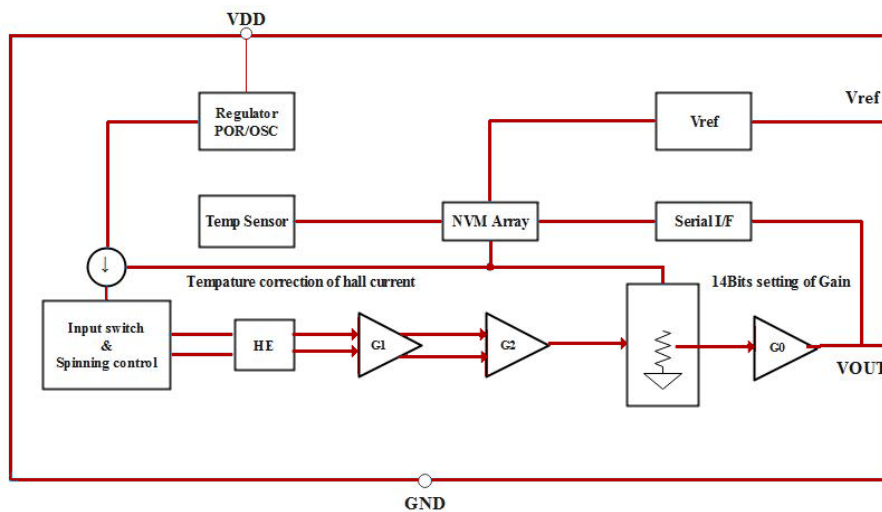 VDD
Regulator
POR/OSC
Vref
Vref
Temp Sensor
NVM Array
Serial I/F
↓
Tempature correction of hall current
14Bits setting of Gain
Input switch
&
Spinning control
HE
G1
G2
G0
VOUT
GND